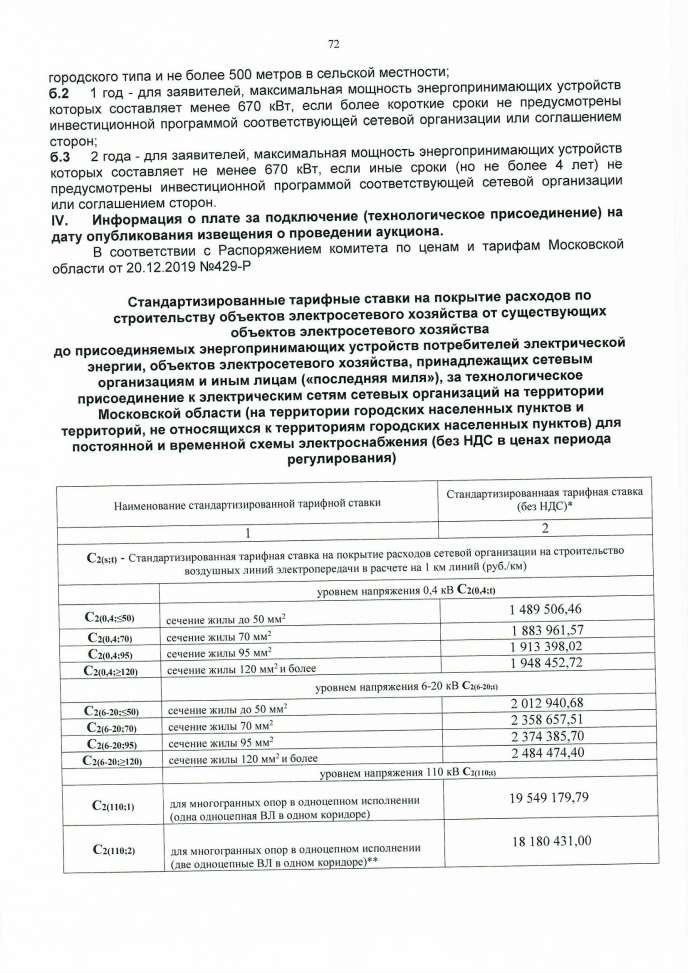 72
городского типа и не более 500 метров в сельской местности;
б.2 1 год - для заявителей, максимальная мощность энергопринимающих устройств
которых составляет менее 670 кВт, если более короткие сроки не предусмотрены
инвестиционной программой соответствующей сетевой организации или соглашением
сторон;
б.3 2 года - для заявителей, максимальная мощность энергопринимающих устройств
которых составляет не менее 670 кВт, если иные сроки (но не более 4 лет) не
предусмотрены инвестиционной программой соответствующей сетевой организации
или соглашением сторон.
IV. Информация о плате за подключение (технологическое присоединение) на
дату опубликования извещения о проведении аукциона.
В соответствии с Распоряжением комитета по ценам и тарифам Московской
области от 20.12.2019 №429-Р
Стандартизированные тарифные ставки на покрытие расходов по
строительству объектов электросетевого хозяйства от существующих
объектов электросетевого хозяйства
до присоединяемых энергопринимающих устройств потребителей электрической
энергии, объектов электросетевого хозяйства, принадлежащих сетевым
организациям и иным лицам («последняя миля»), за технологическое
присоединение к электрическим сетям сетевых организаций на территории
Московской области (на территории городских населенных пунктов и
территорий, не относящихся к территориям городских населенных пунктов) для
постоянной и временной схемы электроснабжения (без НДС в ценах периода
регулирования)
Наименование стандартизированной тарифной ставки
Стандартизированнаая тарифная ставка
(без НДС)*
1 2
C2(s;t) - Стандартизированная тарифная ставка на покрытие расходов сетевой организации на строительство
воздушных линий электропередачи в расчете на 1 км линий (руб./км)
уровнем напряжения 0,4 кВ C2(0,4;t)
C2(0,4;≤50) сечение жилы до 50 мм² 1 489 506,46
C2(0,4;70) сечение жилы 70 мм² 1 883 961,57
C2(0,4;95) сечение жилы 95 мм² 1 913 398,02
C2(0,4;≥120) сечение жилы 120 мм² и более 1 948 452,72
уровнем напряжения 6-20 кВ C2(6-20;t)
C2(6-20;≤50) сечение жилы до 50 мм² 2 012 940,68
C2(6-20;70) сечение жилы 70 мм² 2 358 657,51
C2(6-20;95) сечение жилы 95 мм² 2 374 385,70
C2(6-20;≥120) сечение жилы 120 мм² и более 2 484 474,40
уровнем напряжения 110 кВ C2(110;t)
C2(110;1) для многогранных опор в одноцепном исполнении 19 549 179,79
(одна одноцепная ВЛ в одном коридоре)
C2(110;2) для многогранных опор в одноцепном исполнении 18 180 431,00
(две одноцепные ВЛ в одном коридоре)**